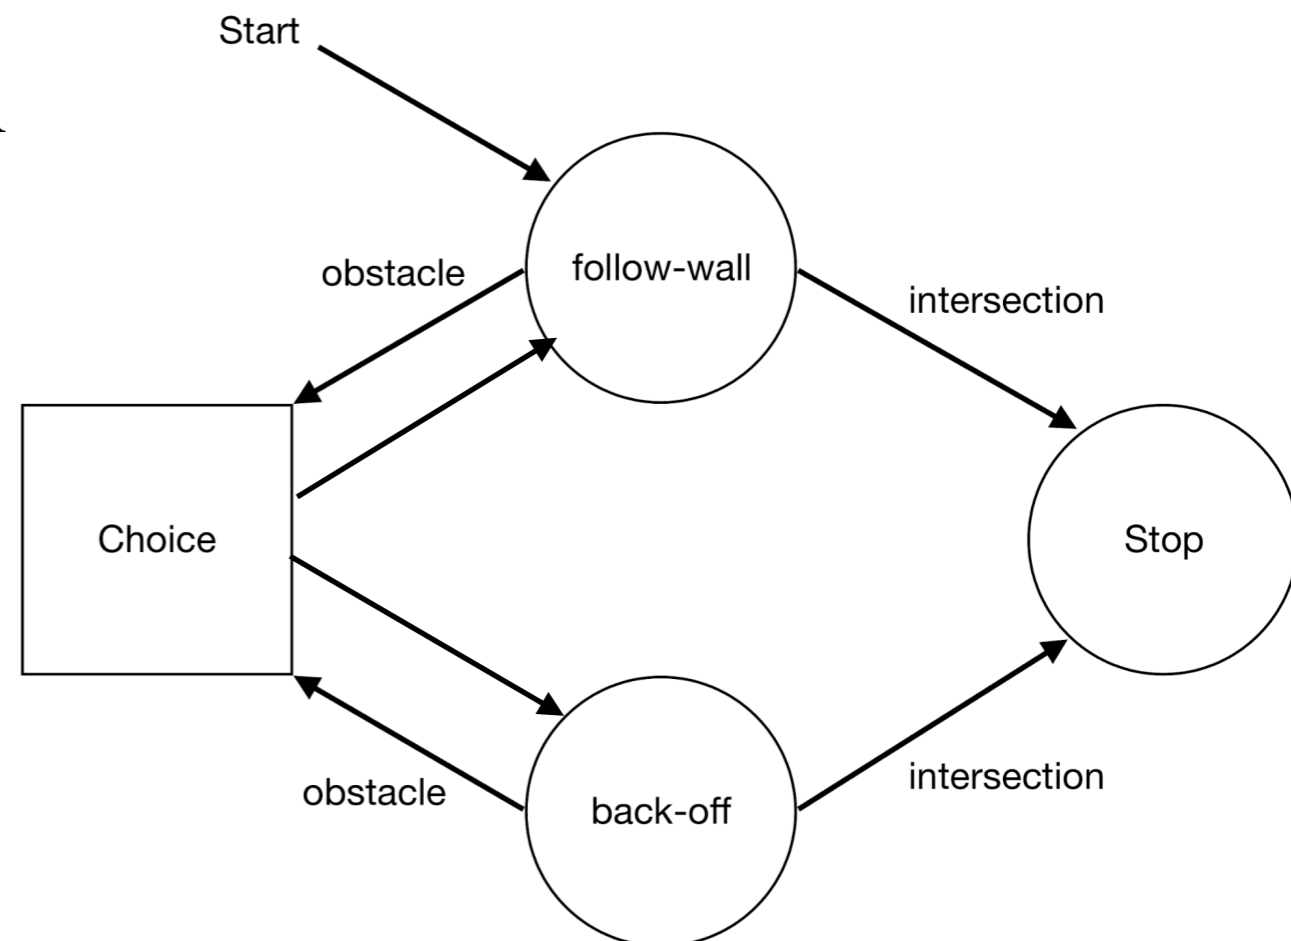 Start
follow-wall
obstacle
intersection
Choice
Stop
obstacle
back-off
intersection